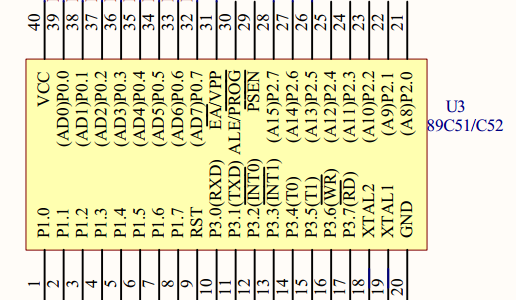 40 39 38 37 36 35 34 33 32 31 30 29 28 27 26 25 24 23 22 21
VCC
(AD0)P0.0
(AD1)P0.1
(AD2)P0.2
(AD3)P0.3
(AD4)P0.4
(AD5)P0.5
(AD6)P0.6
(AD7)P0.7
EA/VPP
ALE/PROG
PSEN
(A15)P2.7
(A14)P2.6
(A13)P2.5
(A12)P2.4
(A11)P2.3
(A10)P2.2
(A9)P2.1
(A8)P2.0
U3
89C51/C52
P1.0
P1.1
P1.2
P1.3
P1.4
P1.5
P1.6
P1.7
RST
P3.0(RXD)
P3.1(TXD)
P3.2(INT0)
P3.3(INT1)
P3.4(T0)
P3.5(T1)
P3.6(WR)
P3.7(RD)
XTAL2
XTAL1
GND
1 2 3 4 5 6 7 8 9 10 11 12 13 14 15 16 17 18 19 20